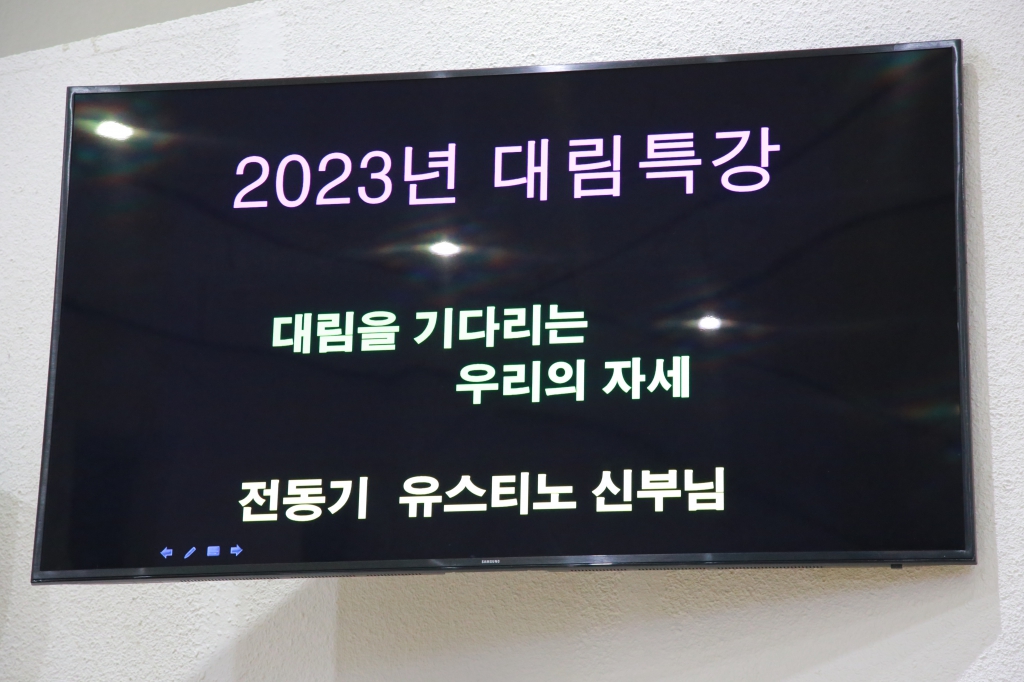 2023년 대림특강
대림을 기다리는
우리의 자세
전동기 유스티노 신부님
SAMSUNG